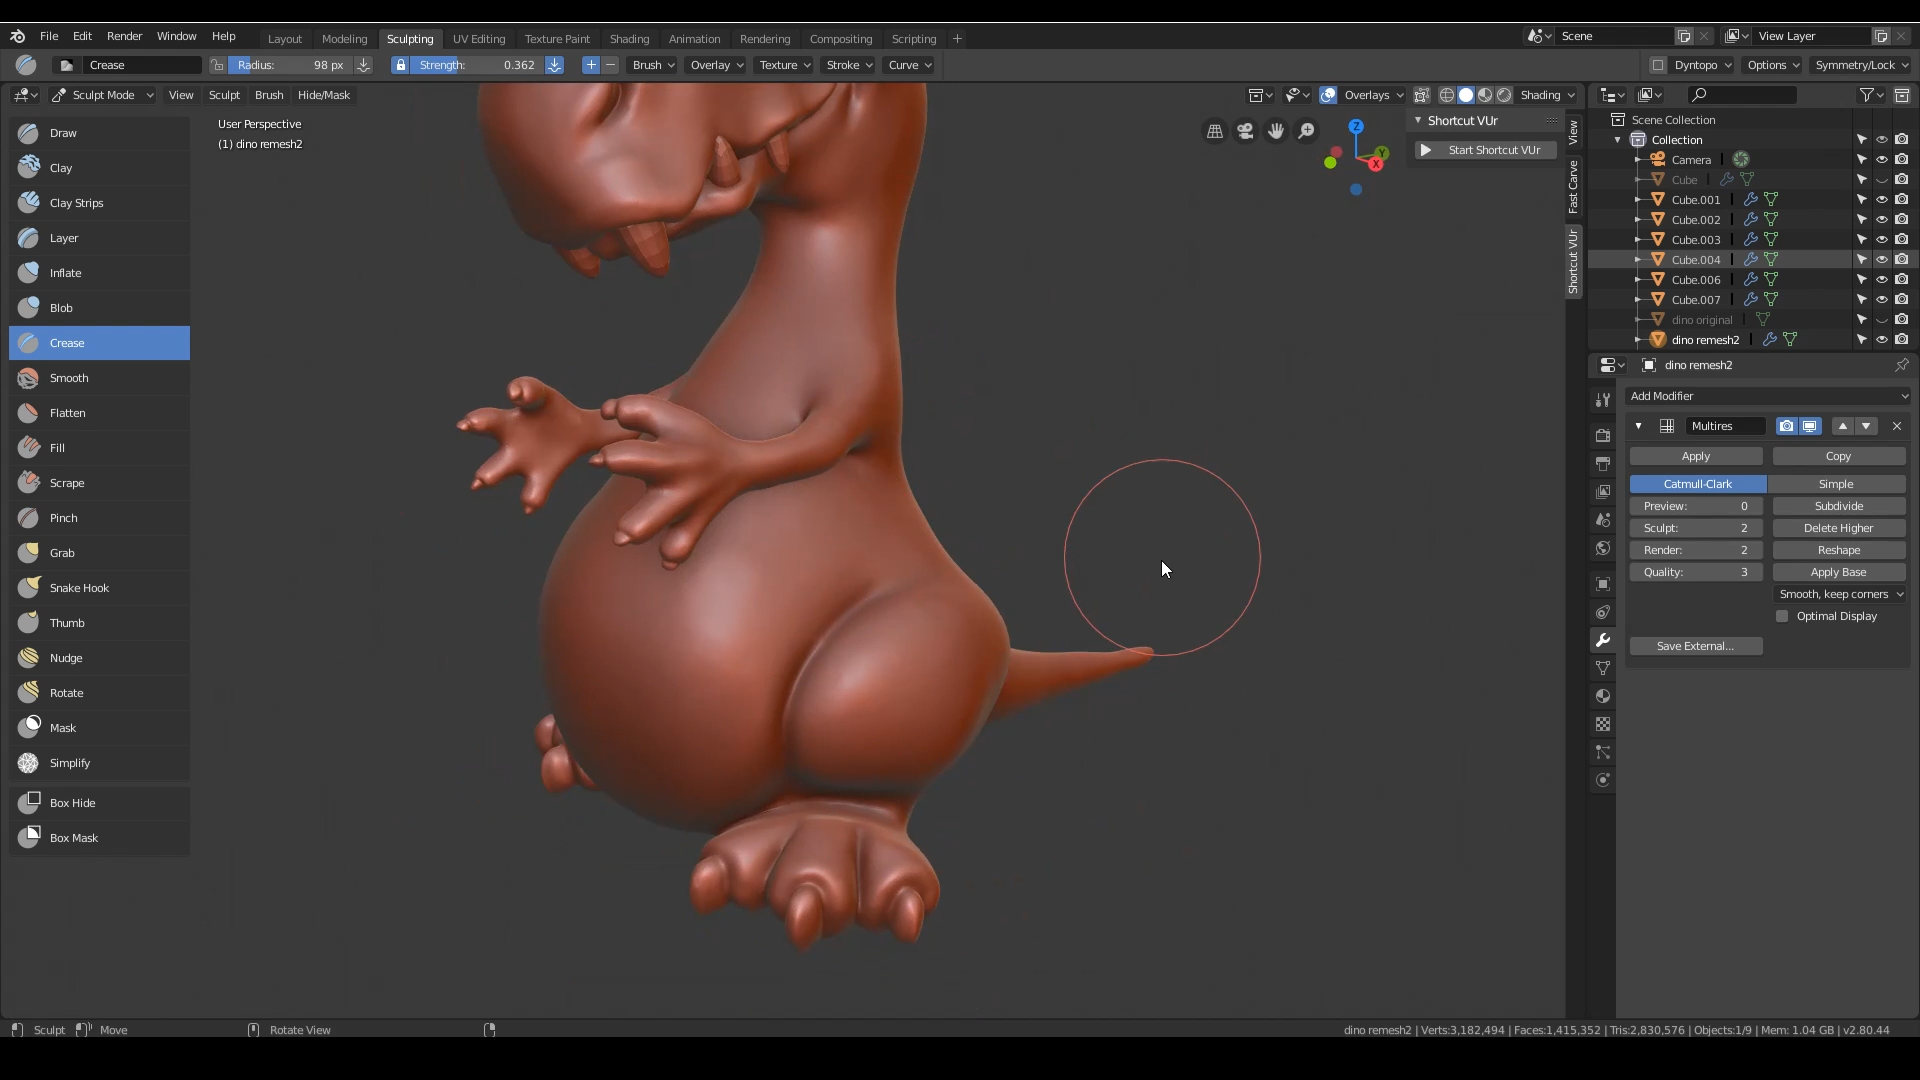 File Edit Render Window Help Layout Modeling Sculpting UV Editing Texture Paint Shading Animation Rendering Compositing Scripting + Scene View Layer
Crease Radius: 98 px Strength: 0.362 + − Brush Overlay Texture Stroke Curve Dyntopo Options Symmetry/Lock
Sculpt Mode View Sculpt Brush Hide/Mask Overlays Shading
Draw
Clay
Clay Strips
Layer
Inflate
Blob
Crease
Smooth
Flatten
Fill
Scrape
Pinch
Grab
Snake Hook
Thumb
Nudge
Rotate
Mask
Simplify
Box Hide
Box Mask
User Perspective
(1) dino remesh2
Z
Y
X
Shortcut VUr
Start Shortcut VUr
View
Fast Carve
Shortcut VUr
Scene Collection
Collection
Camera
Cube
Cube.001
Cube.002
Cube.003
Cube.004
Cube.006
Cube.007
dino original
dino remesh2
dino remesh2
Add Modifier
Multires
Apply Copy
Catmull-Clark Simple
Preview: 0 Subdivide
Sculpt: 2 Delete Higher
Render: 2 Reshape
Quality: 3 Apply Base
Smooth, keep corners
Optimal Display
Save External...
Sculpt Move Rotate View dino remesh2 | Verts:3,182,494 | Faces:1,415,352 | Tris:2,830,576 | Objects:1/9 | Mem: 1.04 GB | v2.80.44